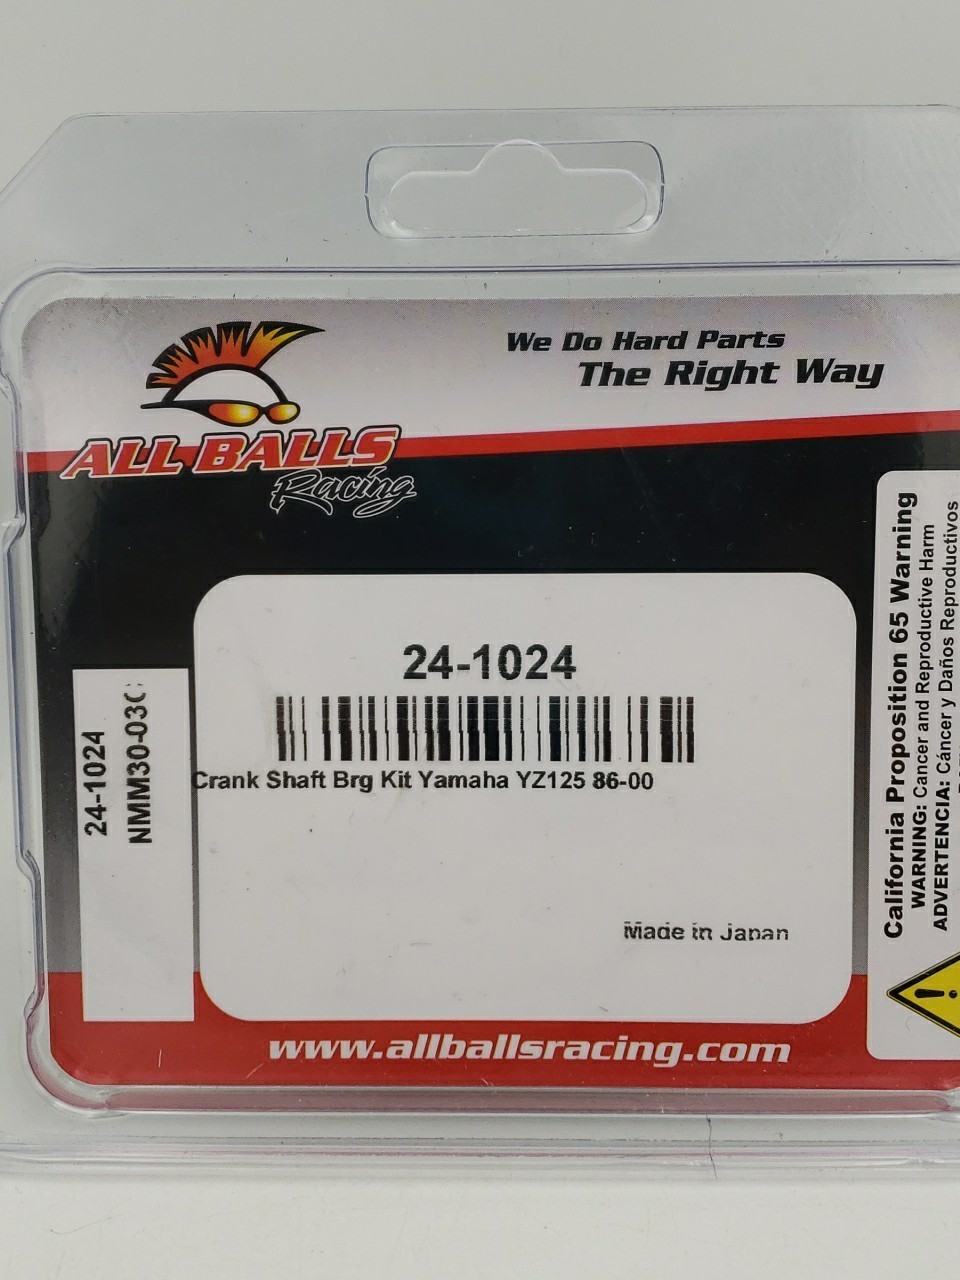 We Do Hard Parts
The Right Way
ALL BALLS
Racing
24-1024
Crank Shaft Brg Kit Yamaha YZ125 86-00
Made in Japan
24-1024
California Proposition 65 Warning
WARNING: Cancer and Reproductive Harm
ADVERTENCIA: Cáncer y Daños Reproductivos
www.allballsracing.com